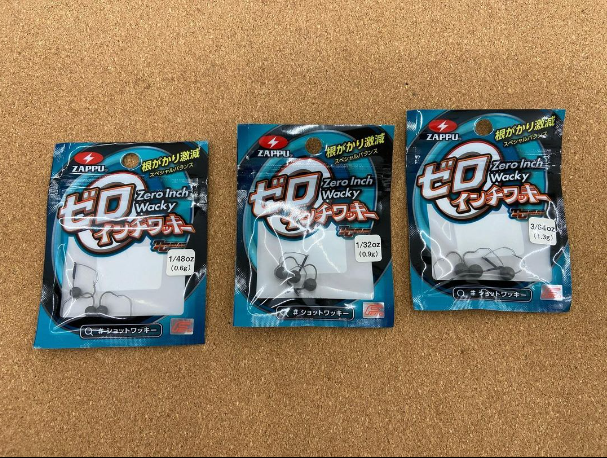 ZAPPU
根がかり激減
スペシャルバランス
Zero Inch
Wacky
ゼロ
インチワッキー
1/48oz
(0.6g)
# ショットワッキー
ZAPPU
根がかり激減
スペシャルバランス
Zero Inch
Wacky
ゼロ
インチワッキー
1/32oz
(0.9g)
# ショットワッキー
ZAPPU
根がかり激減
スペシャルバランス
Zero Inch
Wacky
ゼロ
インチワッキー
3/64oz
(1.3g)
# ショットワッキー